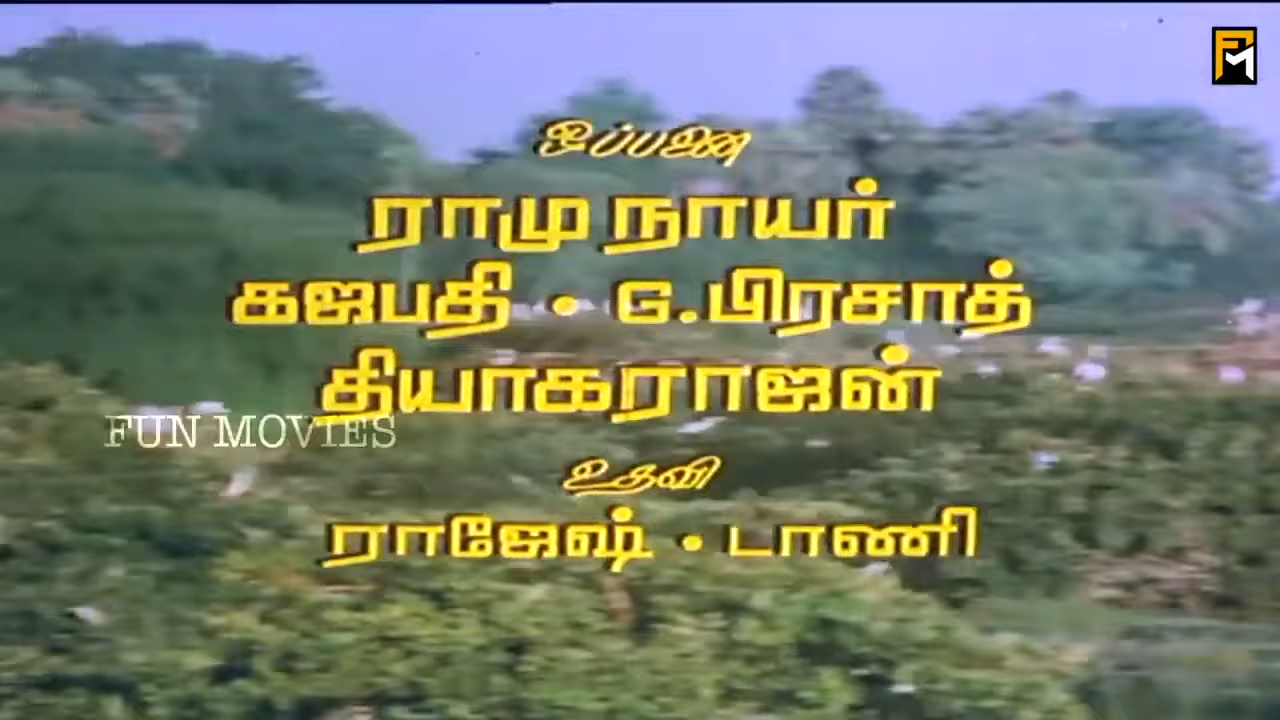 ஒப்பனை
ராமு நாயர்
கஜபதி • G. பிரசாத்
தியாகராஜன்
FUN MOVIES
உதவி
ராஜேஷ் • டாணி